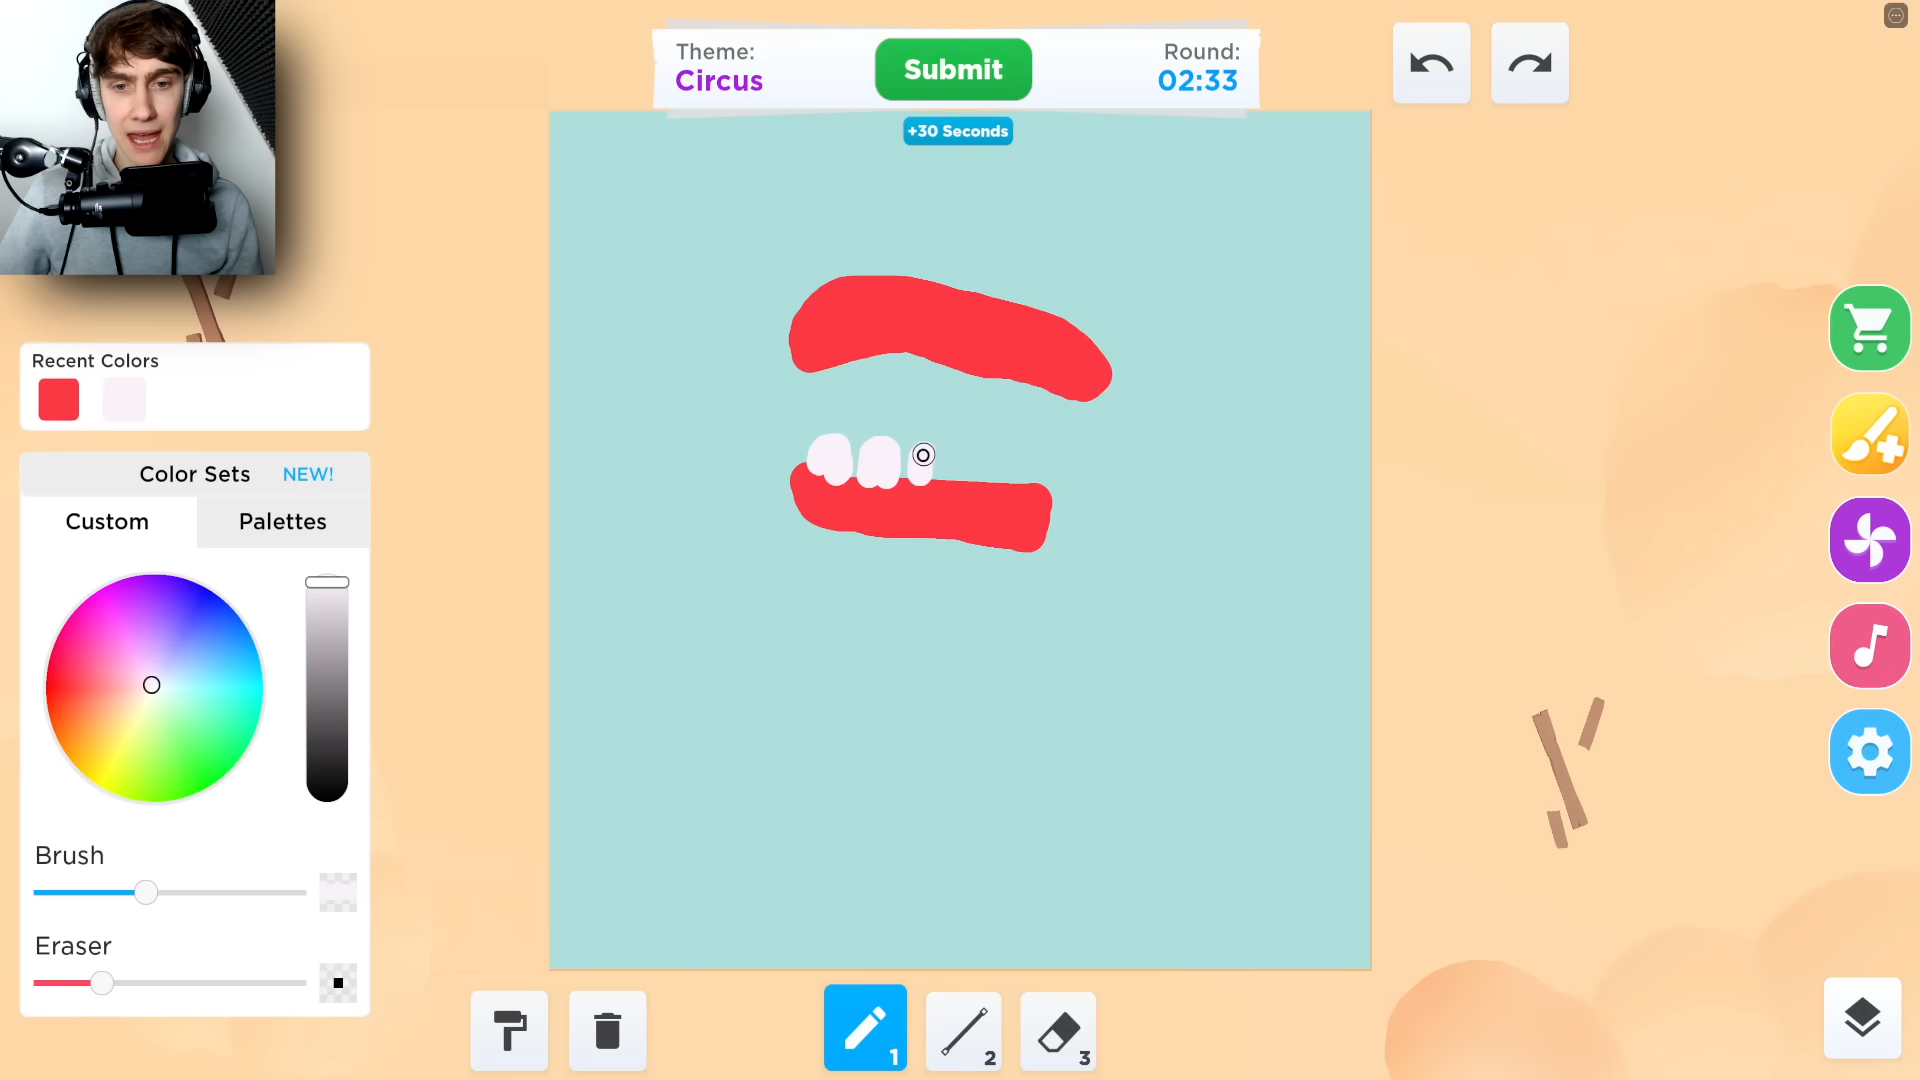 Theme:
Circus
Submit
Round:
02:33
+30 Seconds
Recent Colors
Color Sets NEW!
Custom Palettes
Brush
Eraser
1
2
3